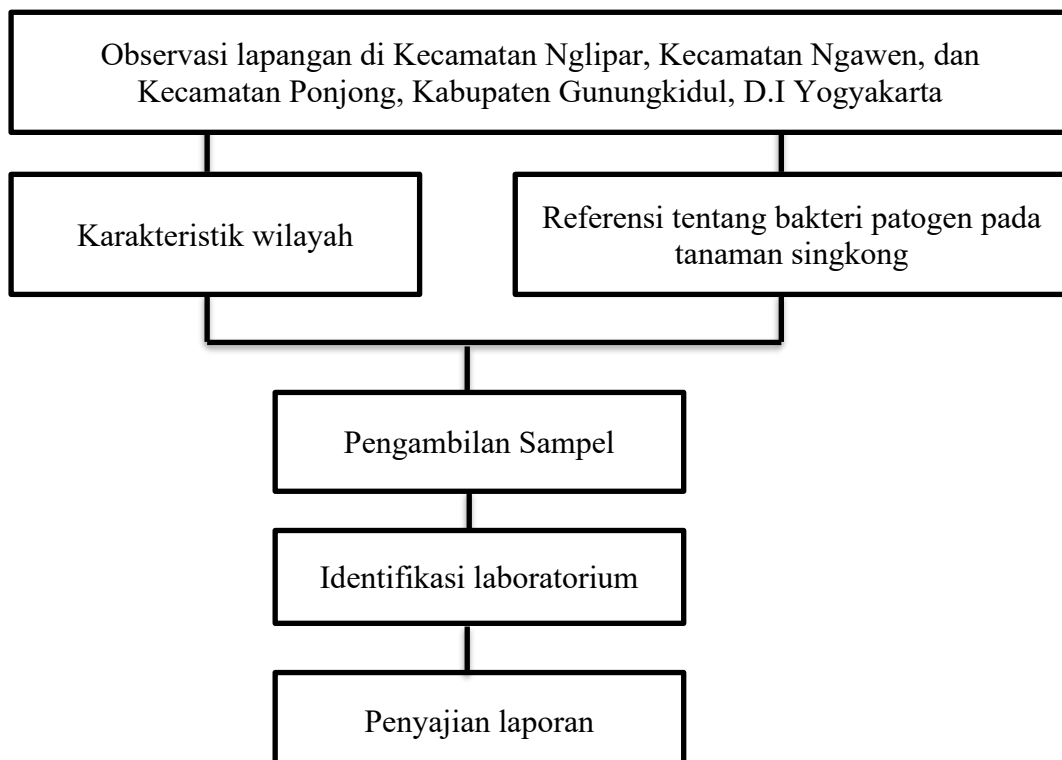 Observasi lapangan di Kecamatan Nglipar, Kecamatan Ngawen, dan
Kecamatan Ponjong, Kabupaten Gunungkidul, D.I Yogyakarta
Karakteristik wilayah
Referensi tentang bakteri patogen pada
tanaman singkong
Pengambilan Sampel
Identifikasi laboratorium
Penyajian laporan